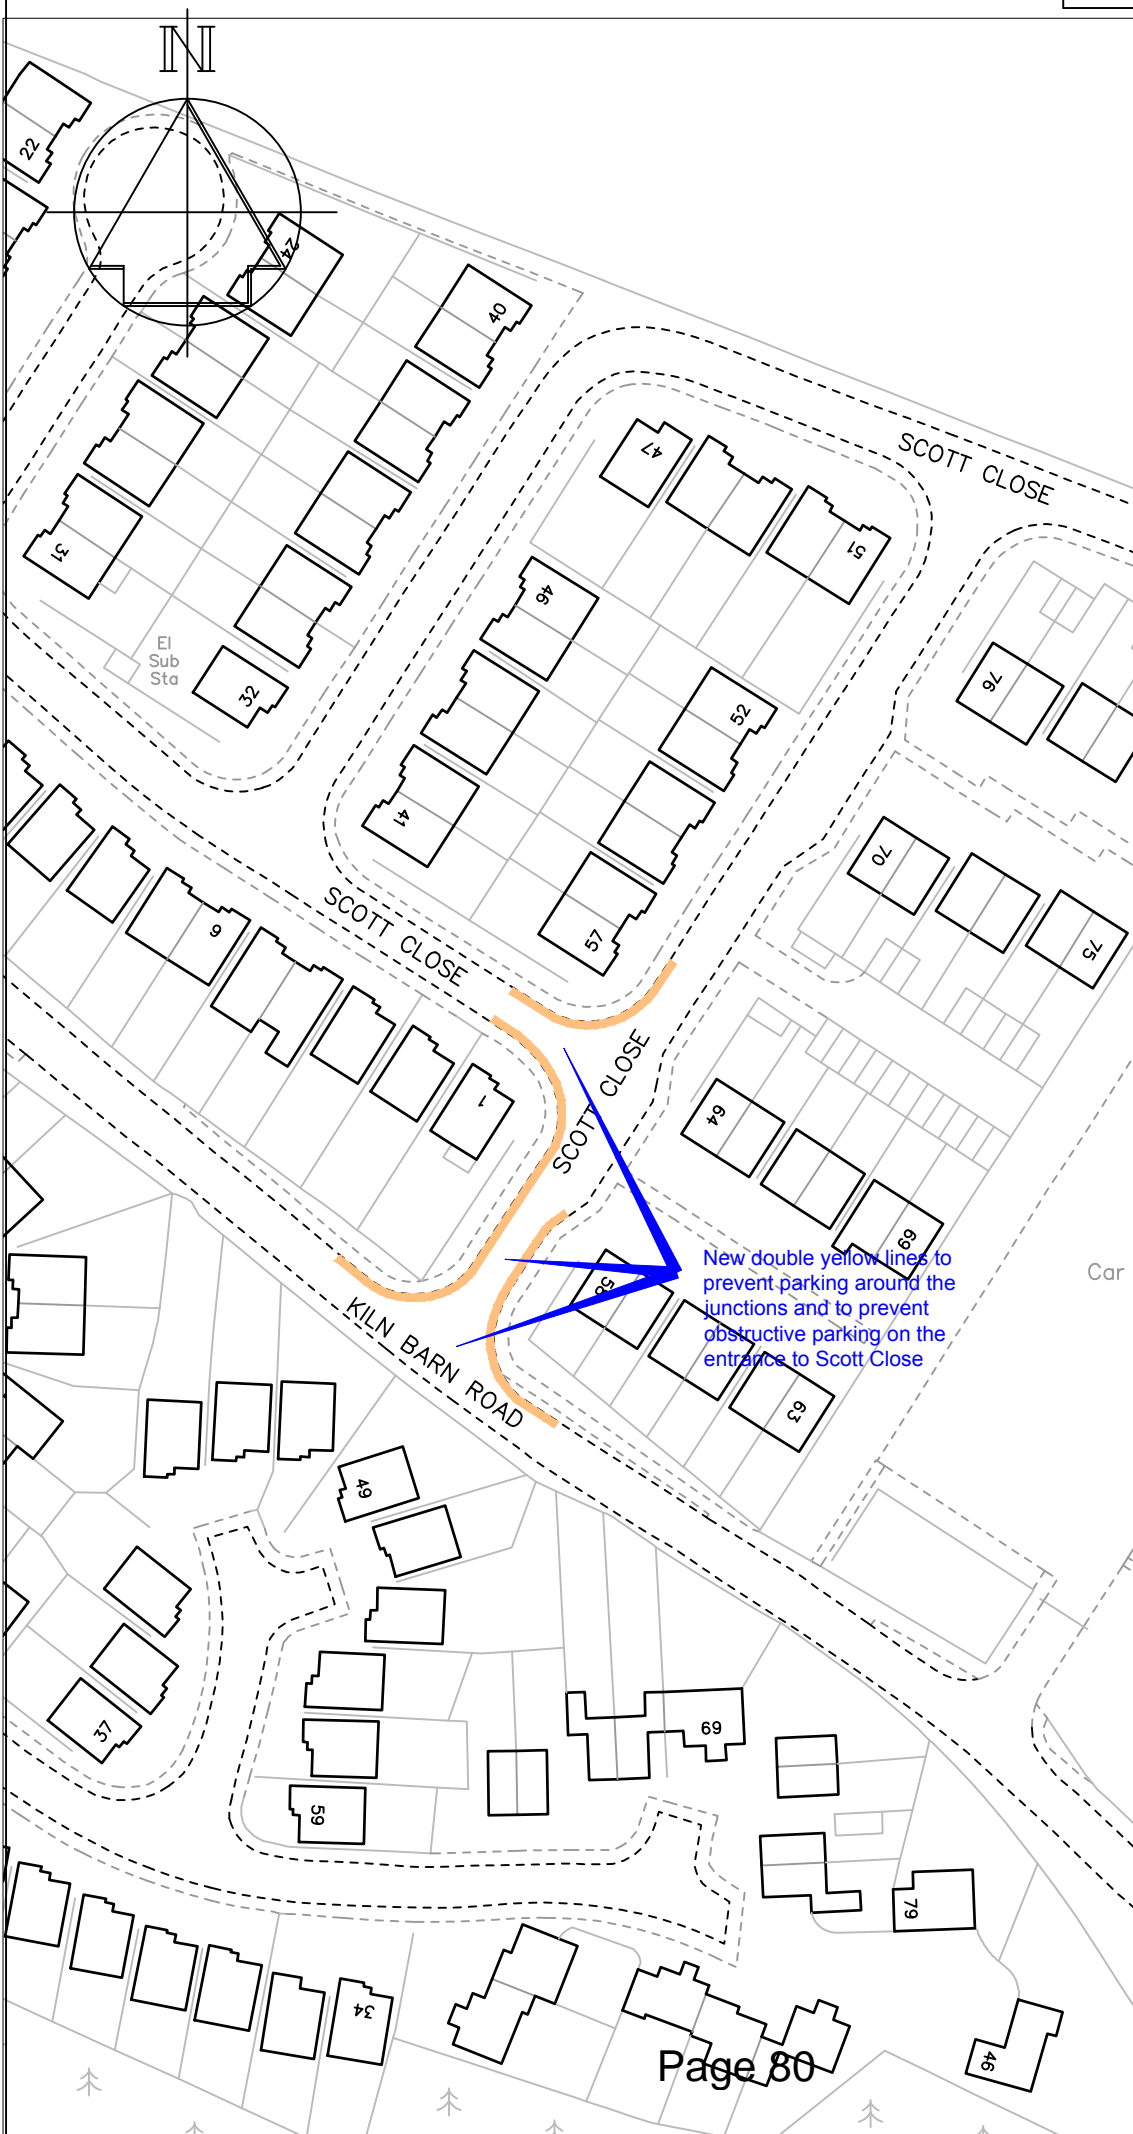 N
22
24
40
47
SCOTT CLOSE
51
31
46
El
Sub
Sta
32
76
52
41
70
SCOTT CLOSE
9
57
75
1
SCOTT CLOSE
64
69
58
New double yellow lines to
prevent parking around the
junctions and to prevent
obstructive parking on the
entrance to Scott Close
Car
KILN BARN ROAD
63
49
37
69
59
79
34
46
Page 80